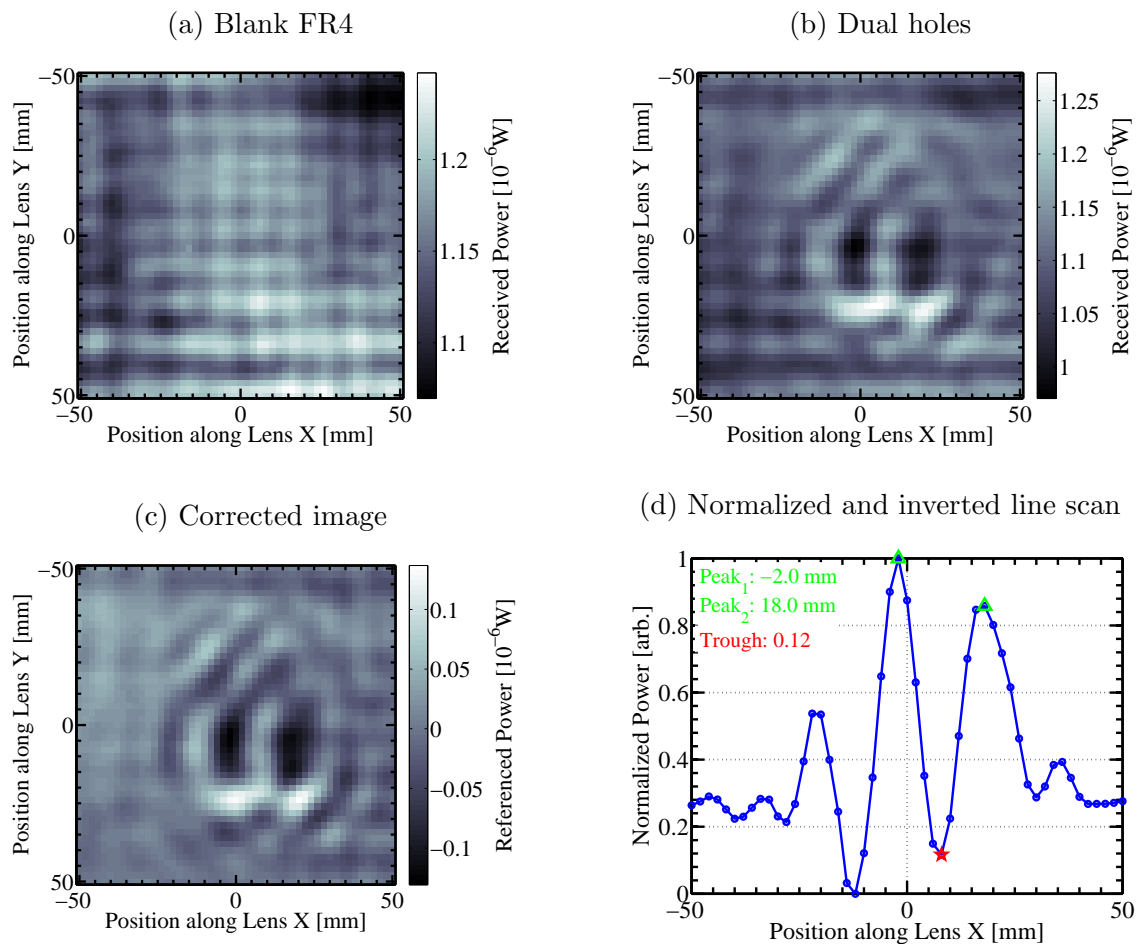 (a) Blank FR4
−50
0
50
Position along Lens Y [mm]
−50 0 50
Position along Lens X [mm]
1.2
1.15
1.1
Received Power [10⁻⁶W]
(b) Dual holes
−50
0
50
Position along Lens Y [mm]
−50 0 50
Position along Lens X [mm]
1.25
1.2
1.15
1.1
1.05
1
Received Power [10⁻⁶W]
(c) Corrected image
−50
0
50
Position along Lens Y [mm]
−50 0 50
Position along Lens X [mm]
0.1
0.05
0
−0.05
−0.1
Referenced Power [10⁻⁶W]
(d) Normalized and inverted line scan
1
0.8
0.6
0.4
0.2
0
Normalized Power [arb.]
Peak₁: −2.0 mm
Peak₂: 18.0 mm
Trough: 0.12
−50 0 50
Position along Lens X [mm]